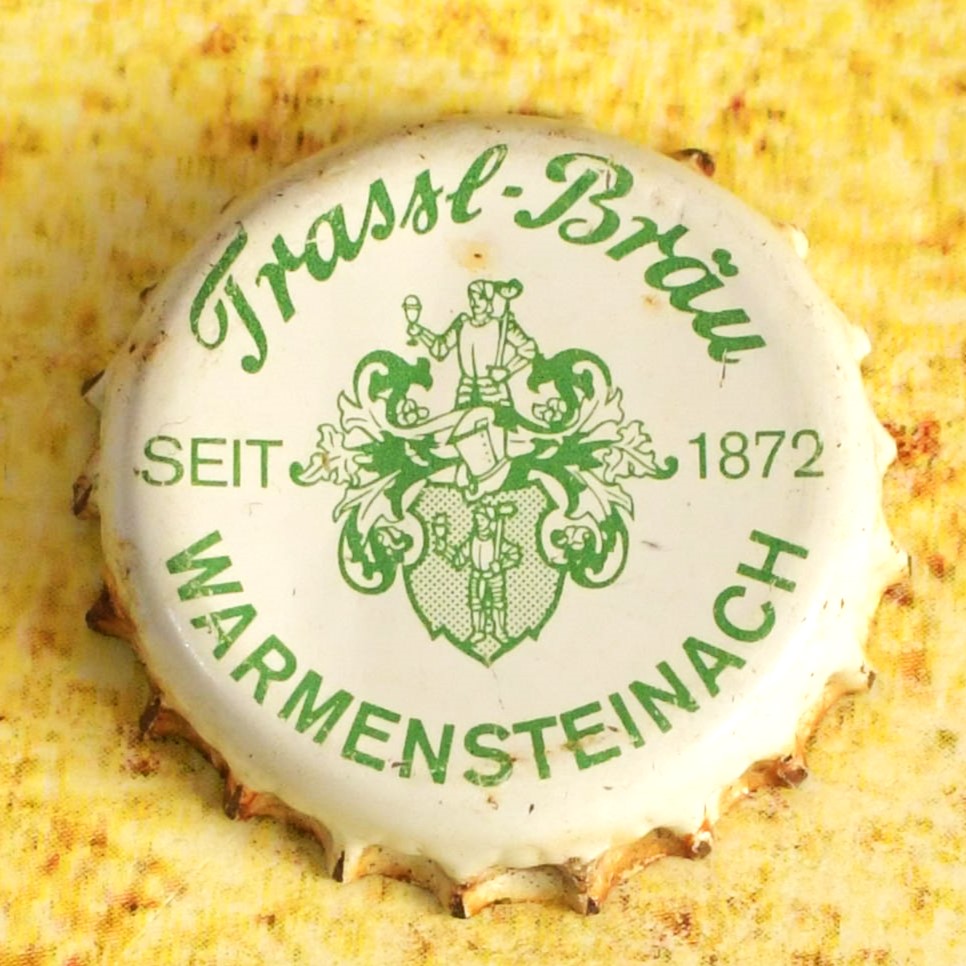 Trassl-Bräu
SEIT 1872
WARMENSTEINACH